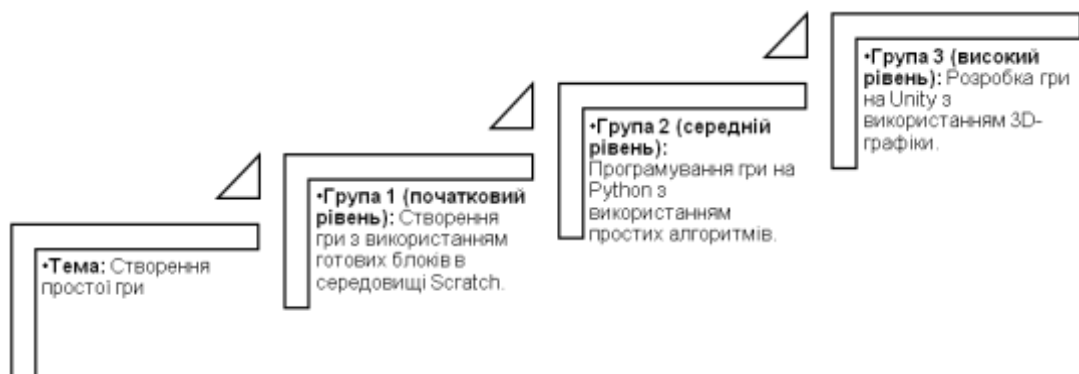 •Тема: Створення
простої гри
•Група 1 (початковий
рівень): Створення
гри з використанням
готових блоків в
середовищі Scratch.
•Група 2 (середній
рівень):
Програмування гри на
Python з
використанням
простих алгоритмів.
•Група 3 (високий
рівень): Розробка гри
на Unity з
використанням 3D-
графіки.